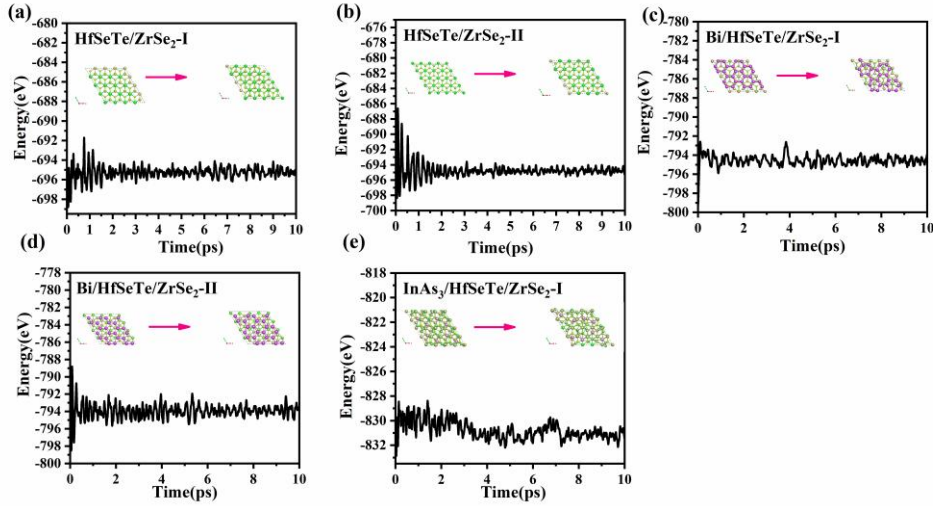 (a)
HfSeTe/ZrSe₂-I
Energy(eV)
-680
-682
-684
-686
-688
-690
-692
-694
-696
-698
0 1 2 3 4 5 6 7 8 9 10
Time(ps)
(b)
HfSeTe/ZrSe₂-II
Energy(eV)
-674
-676
-678
-680
-682
-684
-686
-688
-690
-692
-694
-696
-698
-700
0 1 2 3 4 5 6 7 8 9 10
Time(ps)
(c)
Bi/HfSeTe/ZrSe₂-I
Energy(eV)
-780
-782
-784
-786
-788
-790
-792
-794
-796
-798
-800
0 2 4 6 8 10
Time(ps)
(d)
Bi/HfSeTe/ZrSe₂-II
Energy(eV)
-778
-780
-782
-784
-786
-788
-790
-792
-794
-796
-798
-800
0 2 4 6 8 10
Time(ps)
(e)
InAs₃/HfSeTe/ZrSe₂-I
Energy(eV)
-818
-820
-822
-824
-826
-828
-830
-832
0 2 4 6 8 10
Time(ps)